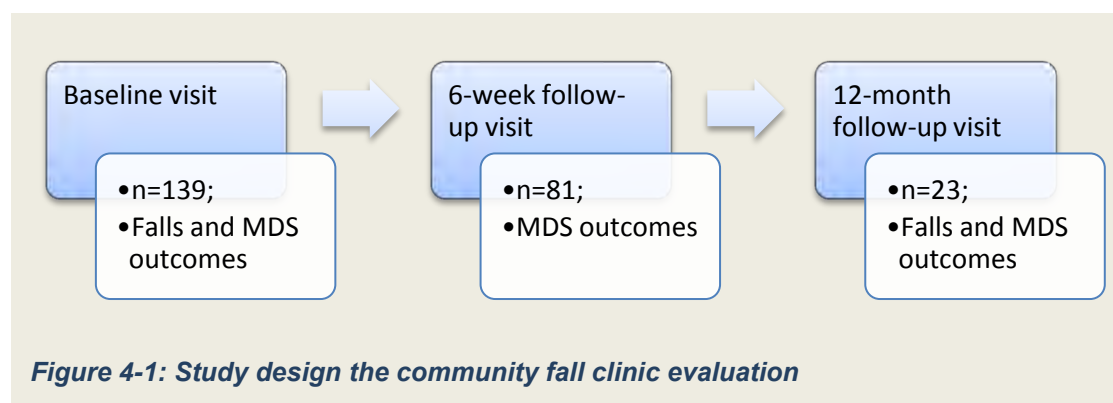 Baseline visit
•n=139;
•Falls and MDS
outcomes
6-week follow-
up visit
•n=81;
•MDS outcomes
12-month
follow-up visit
•n=23;
•Falls and MDS
outcomes
Figure 4-1: Study design the community fall clinic evaluation